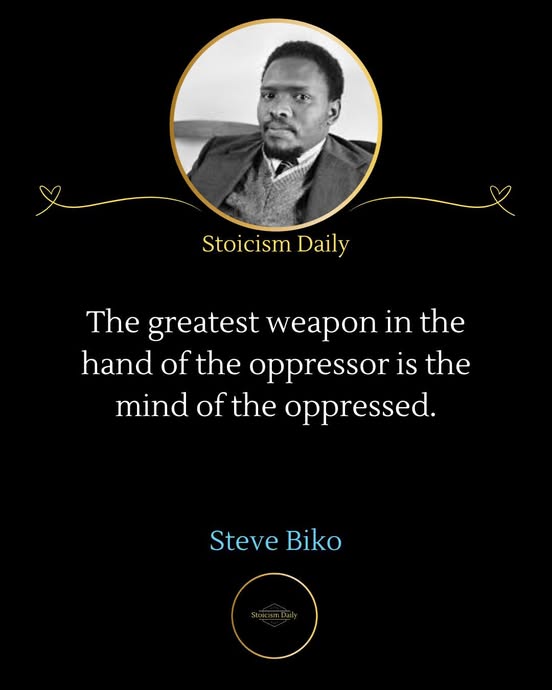 Stoicism Daily
The greatest weapon in the
hand of the oppressor is the
mind of the oppressed.
Steve Biko
Stoicism Daily